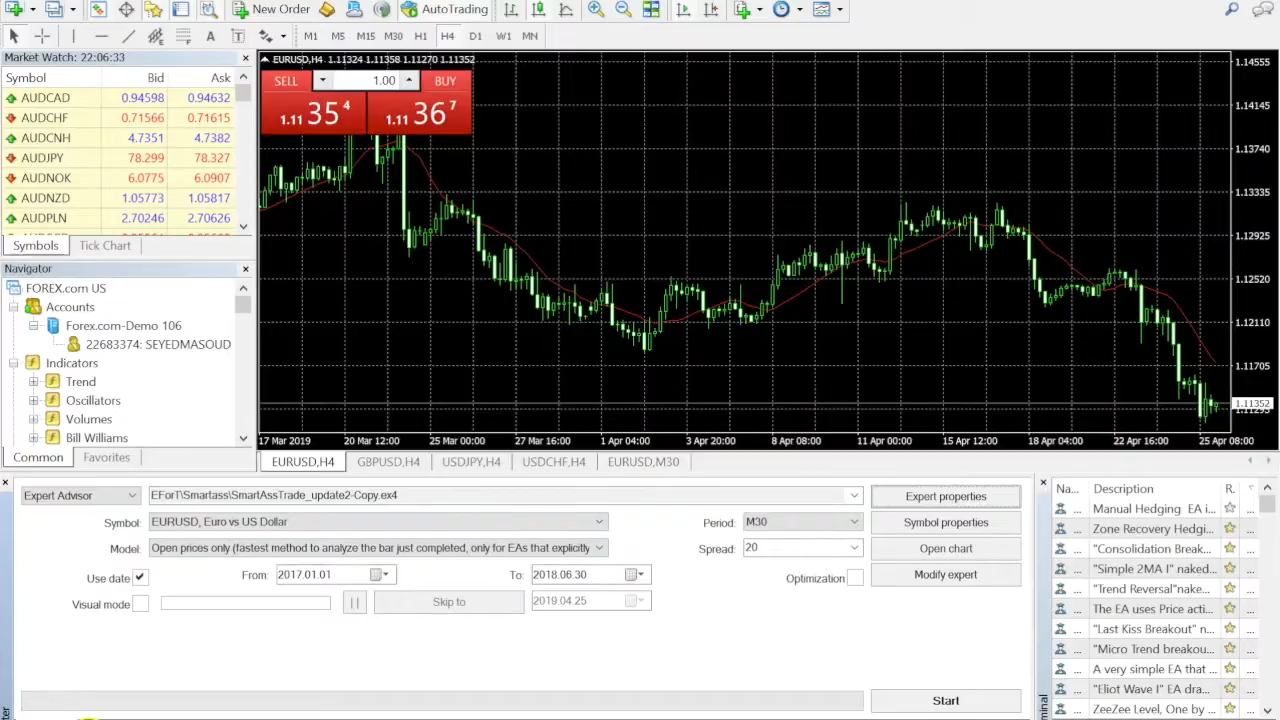 New Order
AutoTrading
M1 M5 M15 M30 H1 H4 D1 W1 MN
Market Watch: 22:06:33
Symbol Bid Ask
AUDCAD 0.94598 0.94632
AUDCHF 0.71566 0.71615
AUDCNH 4.7351 4.7382
AUDJPY 78.299 78.327
AUDNOK 6.0775 6.0907
AUDNZD 1.05773 1.05817
AUDPLN 2.70246 2.70626
Symbols Tick Chart
Navigator
FOREX.com US
Accounts
Forex.com-Demo 106
22683374: SEYEDMASOUD
Indicators
Trend
Oscillators
Volumes
Bill Williams
Common Favorites
EURUSD,H4 1.11324 1.11358 1.11270 1.11352
SELL 1.00 BUY
1.11 35 4 1.11 36 7
1.14555
1.14145
1.13740
1.13335
1.12925
1.12520
1.12110
1.11705
1.11352
17 Mar 2019 20 Mar 12:00 25 Mar 00:00 27 Mar 16:00 1 Apr 04:00 3 Apr 20:00 8 Apr 08:00 11 Apr 00:00 15 Apr 12:00 18 Apr 04:00 22 Apr 16:00 25 Apr 08:00
EURUSD,H4 GBPUSD,H4 USDJPY,H4 USDCHF,H4 EURUSD,M30
Expert Advisor EForT\Smartass\SmartAssTrade_update2-Copy.ex4 Expert properties
Symbol: EURUSD, Euro vs US Dollar Period: M30 Symbol properties
Model: Open prices only (fastest method to analyze the bar just completed, only for EAs that explicitly Spread: 20 Open chart
Use date From: 2017.01.01 To: 2018.06.30 Optimization Modify expert
Visual mode Skip to 2019.04.25
Start
Na... Description R.
Manual Hedging EA i...
... Zone Recovery Hedgi...
... "Consolidation Break...
... "Simple 2MA I" naked...
... "Trend Reversal"nake...
... The EA uses Price acti...
... "Last Kiss Breakout" n...
... "Micro Trend breakou...
... A very simple EA that ...
... "Eliot Wave I" EA dra...
... ZeeZee Level, One by ...